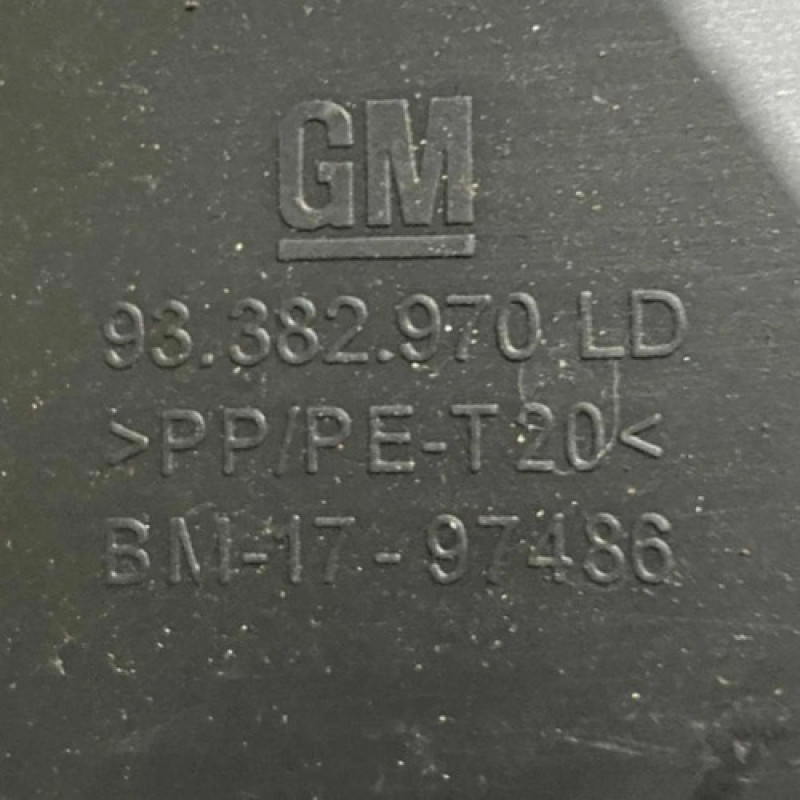 GM
93.382.970 LD
>PP/PE-T20<
BM-17-97486